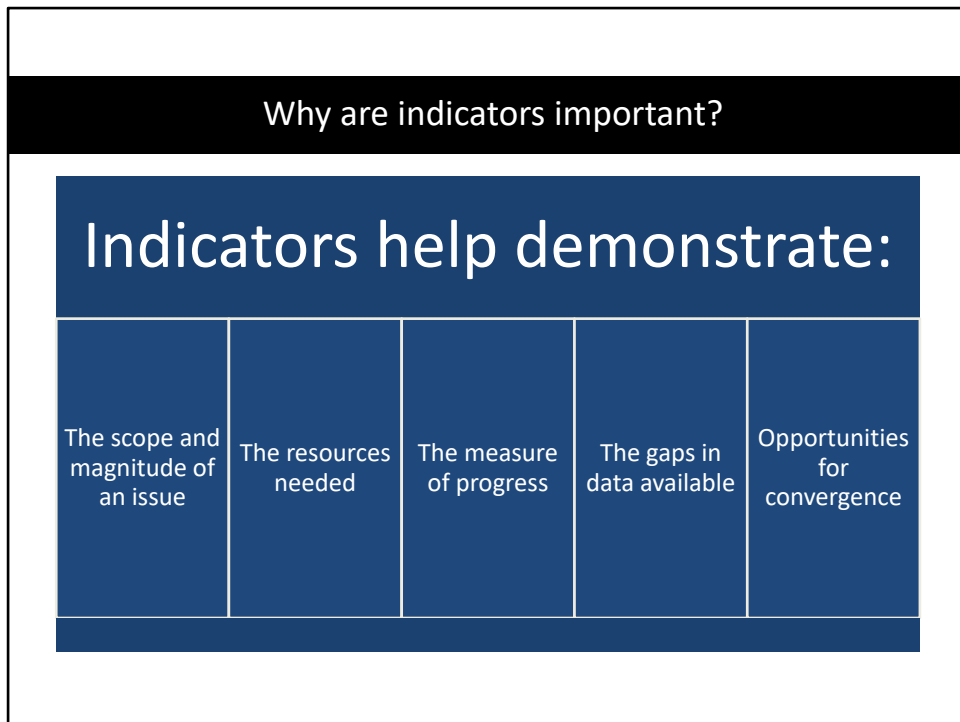 Why are indicators important?
Indicators help demonstrate:
The scope and
magnitude of
an issue
The resources
needed
The measure
of progress
The gaps in
data available
Opportunities
for
convergence